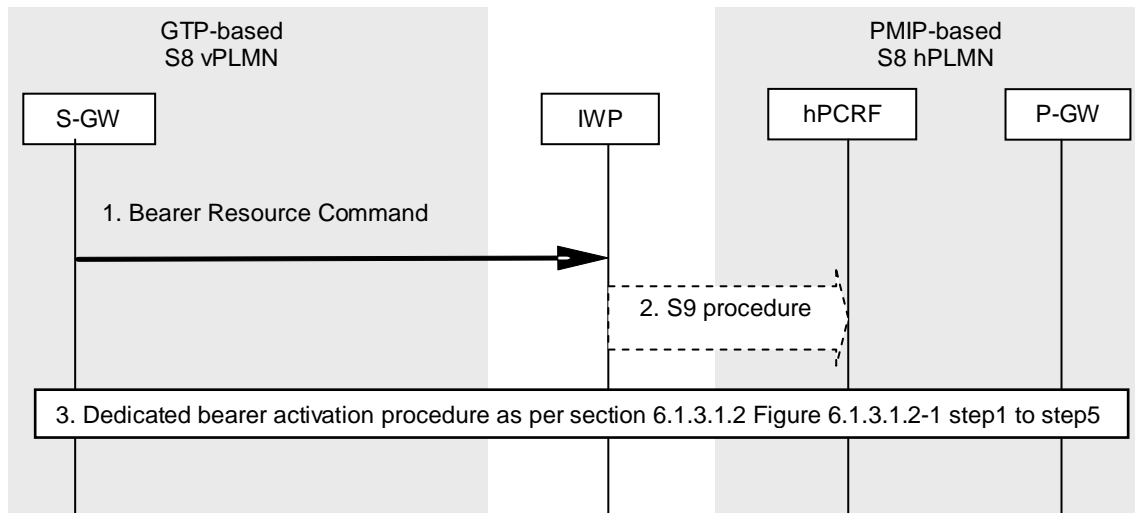 GTP-based
S8 vPLMN
PMIP-based
S8 hPLMN
S-GW
IWP
hPCRF
P-GW
1. Bearer Resource Command
2. S9 procedure
3. Dedicated bearer activation procedure as per section 6.1.3.1.2 Figure 6.1.3.1.2-1 step1 to step5